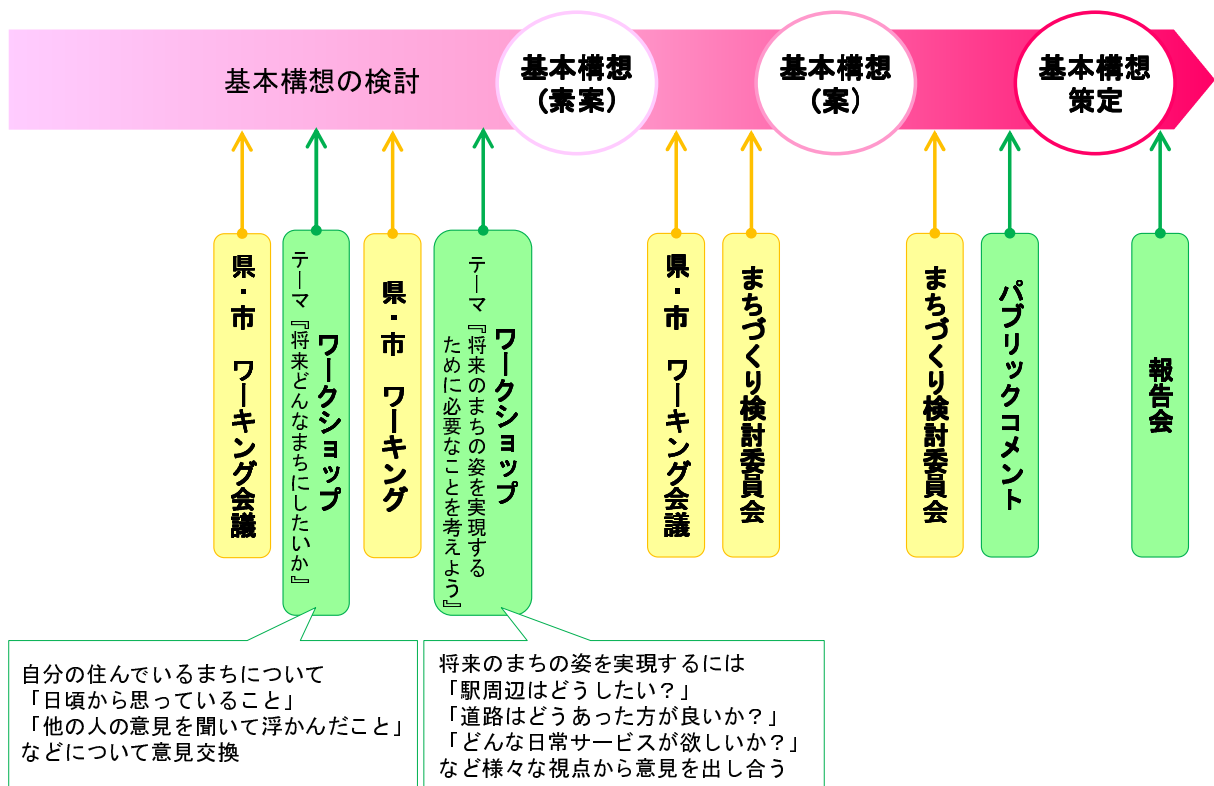 基本構想の検討
基本構想
(素案)
基本構想
(案)
基本構想
策定
県・市 ワーキング会議
ワークショップ
テーマ『将来どんなまちにしたいか』
県・市 ワーキング
ワークショップ
テーマ『将来のまちの姿を実現する
ために必要なことを考えよう』
県・市 ワーキング会議
まちづくり検討委員会
まちづくり検討委員会
パブリックコメント
報告会
自分の住んでいるまちについて
「日頃から思っていること」
「他の人の意見を聞いて浮かんだこと」
などについて意見交換
将来のまちの姿を実現するには
「駅周辺はどうしたい?」
「道路はどうあった方が良いか?」
「どんな日常サービスが欲しいか?」
など様々な視点から意見を出し合う